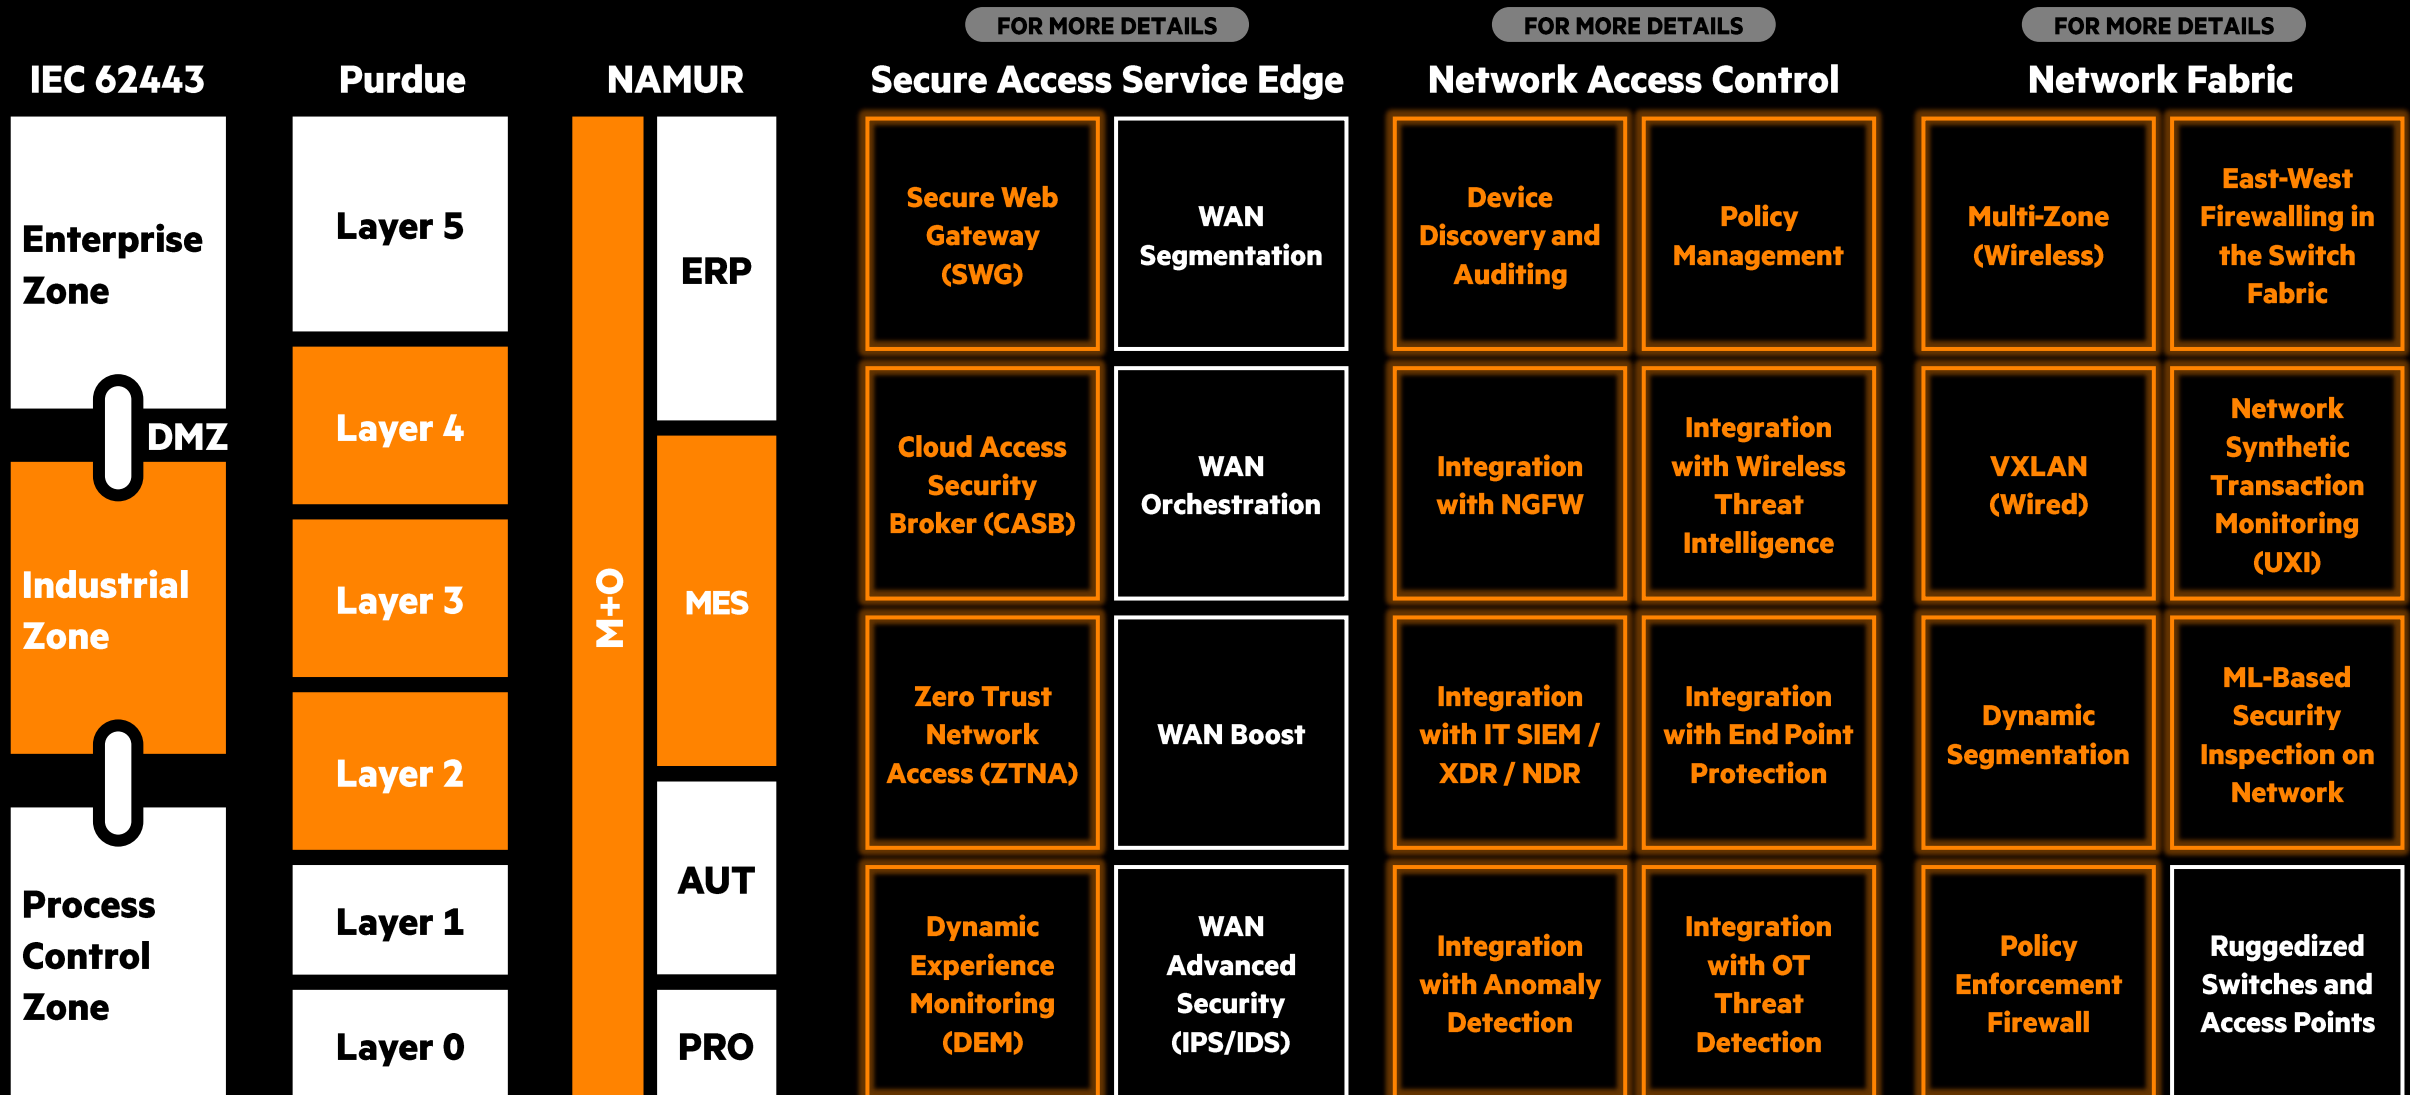 FOR MORE DETAILS
FOR MORE DETAILS
FOR MORE DETAILS
IEC 62443
Purdue
NAMUR
Secure Access Service Edge
Network Access Control
Network Fabric
Enterprise
Zone
DMZ
Industrial
Zone
Process
Control
Zone
Layer 5
Layer 4
Layer 3
Layer 2
Layer 1
Layer 0
M+O
ERP
MES
AUT
PRO
Secure Web
Gateway
(SWG)
WAN
Segmentation
Cloud Access
Security
Broker (CASB)
WAN
Orchestration
Zero Trust
Network
Access (ZTNA)
WAN Boost
Dynamic
Experience
Monitoring
(DEM)
WAN
Advanced
Security
(IPS/IDS)
Device
Discovery and
Auditing
Policy
Management
Integration
with NGFW
Integration
with Wireless
Threat
Intelligence
Integration
with IT SIEM /
XDR / NDR
Integration
with End Point
Protection
Integration
with Anomaly
Detection
Integration
with OT
Threat
Detection
Multi-Zone
(Wireless)
East-West
Firewalling in
the Switch
Fabric
VXLAN
(Wired)
Network
Synthetic
Transaction
Monitoring
(UXI)
Dynamic
Segmentation
ML-Based
Security
Inspection on
Network
Policy
Enforcement
Firewall
Ruggedized
Switches and
Access Points